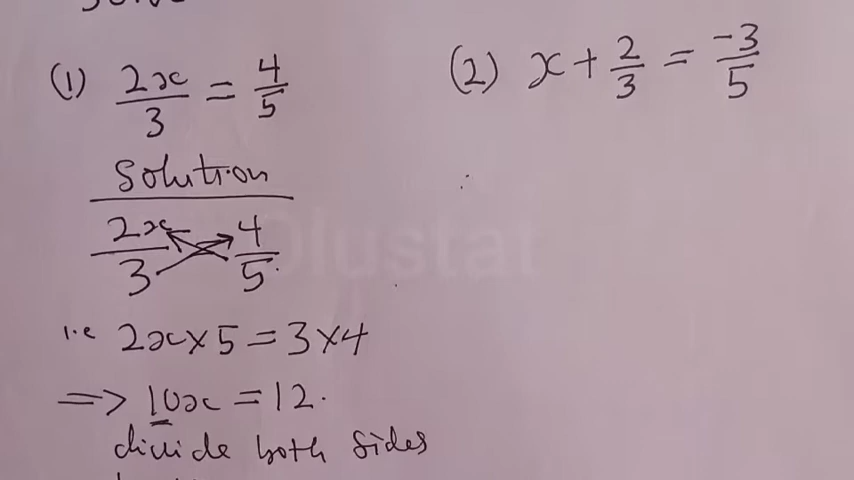 (1) 2x/3 = 4/5
(2) x + 2/3 = -3/5
Solution
2x/3 4/5
i.e 2x×5 = 3×4
⟹ 10x = 12.
divide both sides
Olustat